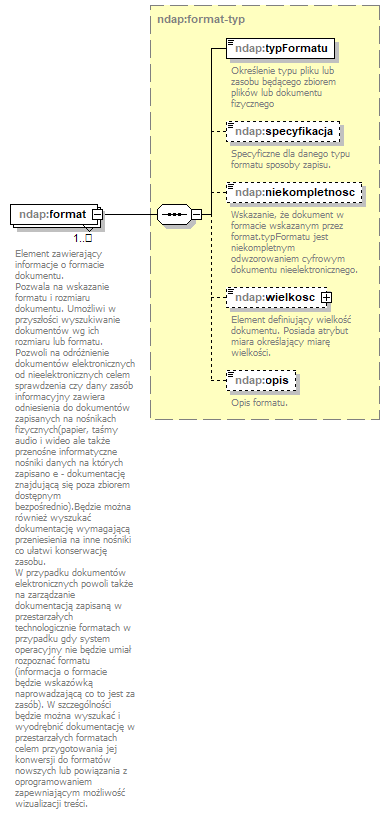 ndap:format-typ
ndap:typFormatu
Określenie typu pliku lub
zasobu będącego zbiorem
plików lub dokumentu
fizycznego
ndap:specyfikacja
Specyficzne dla danego typu
formatu sposoby zapisu.
ndap:niekompletnosc
Wskazanie, że dokument w
formacie wskazanym przez
format.typFormatu jest
niekompletnym
odwzorowaniem cyfrowym
dokumentu nieelektronicznego.
ndap:wielkosc
Element definiujący wielkość
dokumentu. Posiada atrybut
miara określający miarę
wielkości.
ndap:opis
Opis formatu.
ndap:format
1..□
Element zawierający
informacje o formacie
dokumentu.
Pozwala na wskazanie
formatu i rozmiaru
dokumentu. Umożliwi w
przyszłości wyszukiwanie
dokumentów wg ich
rozmiaru lub formatu.
Pozwoli na odróżnienie
dokumentów elektronicznych
od nieelektronicznych celem
sprawdzenia czy dany zasób
informacyjny zawiera
odniesienia do dokumentów
zapisanych na nośnikach
fizycznych(papier, taśmy
audio i wideo ale także
przenośne informatyczne
nośniki danych na których
zapisano e - dokumentację
znajdującą się poza zbiorem
dostępnym
bezpośrednio).Będzie można
również wyszukać
dokumentację wymagającą
przeniesienia na inne nośniki
co ułatwi konserwację
zasobu.
W przypadku dokumentów
elektronicznych powoli także
na zarządzanie
dokumentacją zapisaną w
przestarzałych
technologicznie formatach w
przypadku gdy system
operacyjny nie będzie umiał
rozpoznać formatu
(informacja o formacie
będzie wskazówką
naprowadzającą co to jest za
zasób). W szczególności
będzie można wyszukać i
wyodrębnić dokumentację w
przestarzałych formatach
celem przygotowania jej
konwersji do formatów
nowszych lub powiązania z
oprogramowaniem
zapewniającym możliwość
wizualizacji treści.